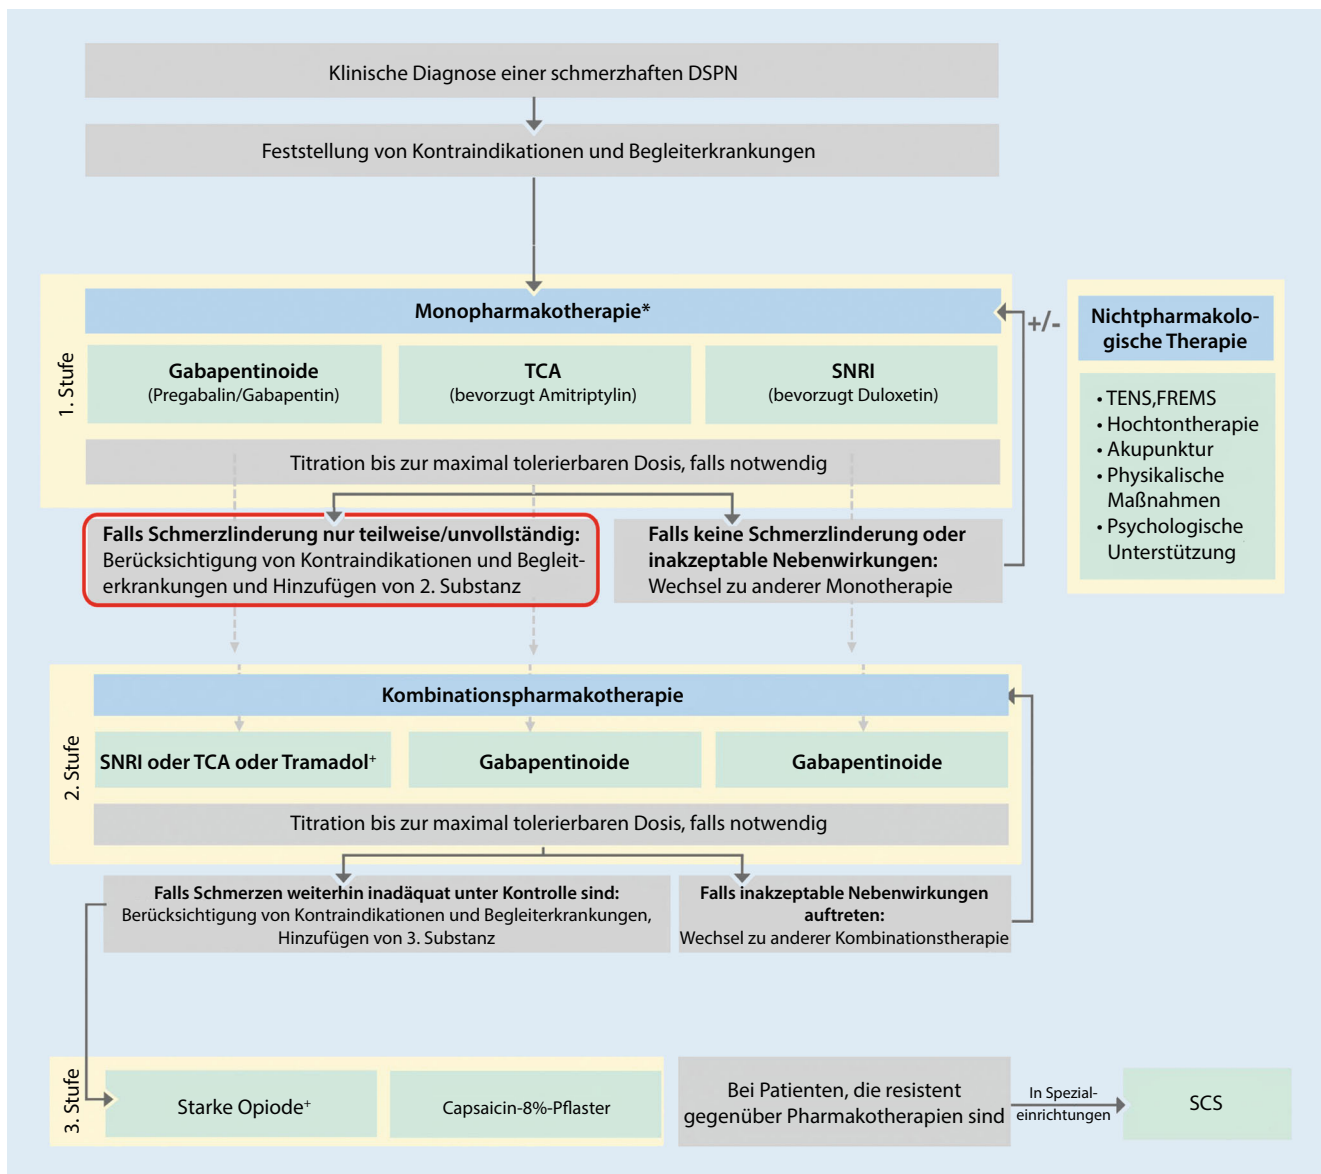 Klinische Diagnose einer schmerzhaften DSPN
Feststellung von Kontraindikationen und Begleiterkrankungen
1. Stufe
Monopharmakotherapie*
Gabapentinoide
(Pregabalin/Gabapentin)
TCA
(bevorzugt Amitriptylin)
SNRI
(bevorzugt Duloxetin)
Titration bis zur maximal tolerierbaren Dosis, falls notwendig
+/-
Nichtpharmakolo-
gische Therapie
• TENS,FREMS
• Hochtontherapie
• Akupunktur
• Physikalische
Maßnahmen
• Psychologische
Unterstützung
Falls Schmerzlinderung nur teilweise/unvollständig:
Berücksichtigung von Kontraindikationen und Begleit-
erkrankungen und Hinzufügen von 2. Substanz
Falls keine Schmerzlinderung oder
inakzeptable Nebenwirkungen:
Wechsel zu anderer Monotherapie
2. Stufe
Kombinationspharmakotherapie
SNRI oder TCA oder Tramadol+
Gabapentinoide
Gabapentinoide
Titration bis zur maximal tolerierbaren Dosis, falls notwendig
Falls Schmerzen weiterhin inadäquat unter Kontrolle sind:
Berücksichtigung von Kontraindikationen und Begleiterkrankungen,
Hinzufügen von 3. Substanz
Falls inakzeptable Nebenwirkungen
auftreten:
Wechsel zu anderer Kombinationstherapie
3. Stufe
Starke Opiode+
Capsaicin-8%-Pflaster
Bei Patienten, die resistent
gegenüber Pharmakotherapien sind
In Spezial-
einrichtungen
SCS